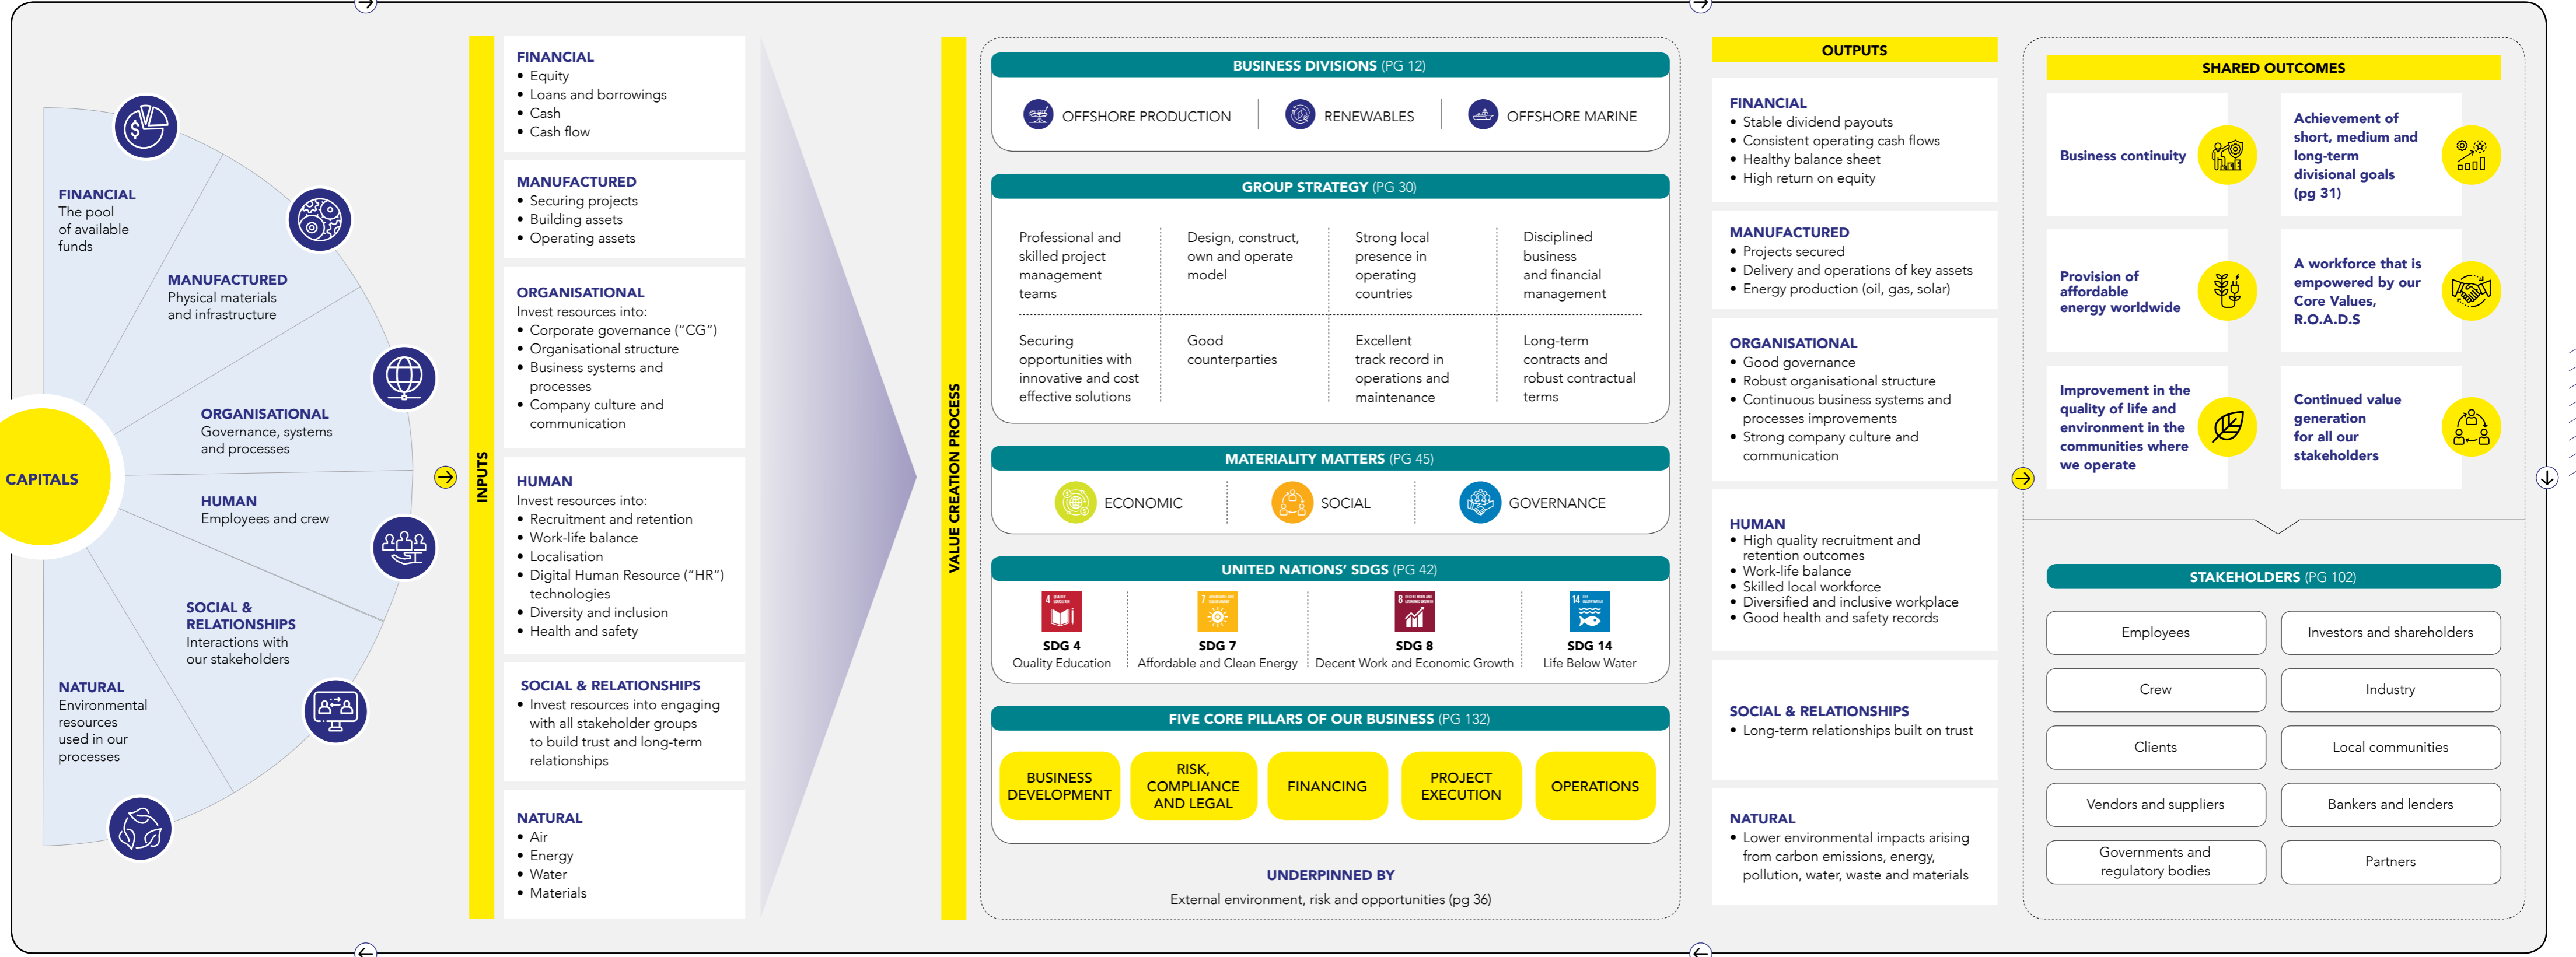 CAPITALS
FINANCIAL
The pool
of available
funds
MANUFACTURED
Physical materials
and infrastructure
ORGANISATIONAL
Governance, systems
and processes
HUMAN
Employees and crew
SOCIAL &
RELATIONSHIPS
Interactions with
our stakeholders
NATURAL
Environmental
resources
used in our
processes
INPUTS
FINANCIAL
• Equity
• Loans and borrowings
• Cash
• Cash flow
MANUFACTURED
• Securing projects
• Building assets
• Operating assets
ORGANISATIONAL
Invest resources into:
• Corporate governance (“CG”)
• Organisational structure
• Business systems and
processes
• Company culture and
communication
HUMAN
Invest resources into:
• Recruitment and retention
• Work-life balance
• Localisation
• Digital Human Resource (“HR”)
technologies
• Diversity and inclusion
• Health and safety
SOCIAL & RELATIONSHIPS
• Invest resources into engaging
with all stakeholder groups
to build trust and long-term
relationships
NATURAL
• Air
• Energy
• Water
• Materials
VALUE CREATION PROCESS
BUSINESS DIVISIONS (PG 12)
OFFSHORE PRODUCTION
RENEWABLES
OFFSHORE MARINE
GROUP STRATEGY (PG 30)
Professional and
skilled project
management
teams
Design, construct,
own and operate
model
Strong local
presence in
operating
countries
Disciplined
business
and financial
management
Securing
opportunities with
innovative and cost
effective solutions
Good
counterparties
Excellent
track record in
operations and
maintenance
Long-term
contracts and
robust contractual
terms
MATERIALITY MATTERS (PG 45)
ECONOMIC
SOCIAL
GOVERNANCE
UNITED NATIONS’ SDGS (PG 42)
4 QUALITY
EDUCATION
SDG 4
Quality Education
7 AFFORDABLE AND
CLEAN ENERGY
SDG 7
Affordable and Clean Energy
8 DECENT WORK AND
ECONOMIC GROWTH
SDG 8
Decent Work and Economic Growth
14 LIFE
BELOW WATER
SDG 14
Life Below Water
FIVE CORE PILLARS OF OUR BUSINESS (PG 132)
BUSINESS
DEVELOPMENT
RISK,
COMPLIANCE
AND LEGAL
FINANCING
PROJECT
EXECUTION
OPERATIONS
UNDERPINNED BY
External environment, risk and opportunities (pg 36)
OUTPUTS
FINANCIAL
• Stable dividend payouts
• Consistent operating cash flows
• Healthy balance sheet
• High return on equity
MANUFACTURED
• Projects secured
• Delivery and operations of key assets
• Energy production (oil, gas, solar)
ORGANISATIONAL
• Good governance
• Robust organisational structure
• Continuous business systems and
processes improvements
• Strong company culture and
communication
HUMAN
• High quality recruitment and
retention outcomes
• Work-life balance
• Skilled local workforce
• Diversified and inclusive workplace
• Good health and safety records
SOCIAL & RELATIONSHIPS
• Long-term relationships built on trust
NATURAL
• Lower environmental impacts arising
from carbon emissions, energy,
pollution, water, waste and materials
SHARED OUTCOMES
Business continuity
Achievement of
short, medium and
long-term
divisional goals
(pg 31)
Provision of
affordable
energy worldwide
A workforce that is
empowered by our
Core Values,
R.O.A.D.S
Improvement in the
quality of life and
environment in the
communities where
we operate
Continued value
generation
for all our
stakeholders
STAKEHOLDERS (PG 102)
Employees
Investors and shareholders
Crew
Industry
Clients
Local communities
Vendors and suppliers
Bankers and lenders
Governments and
regulatory bodies
Partners